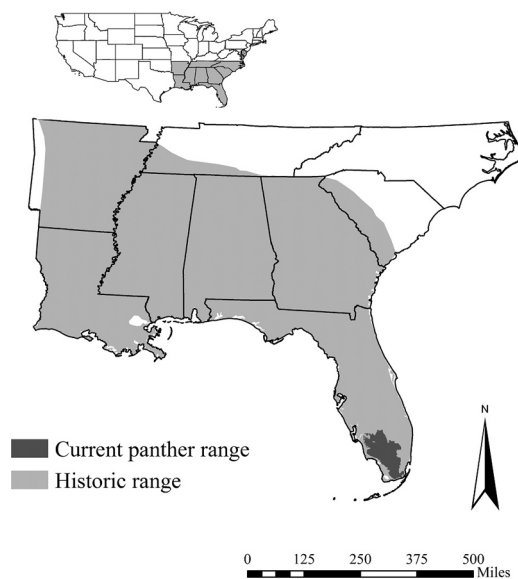 N
Current panther range
Historic range
0 125 250 375 500
Miles